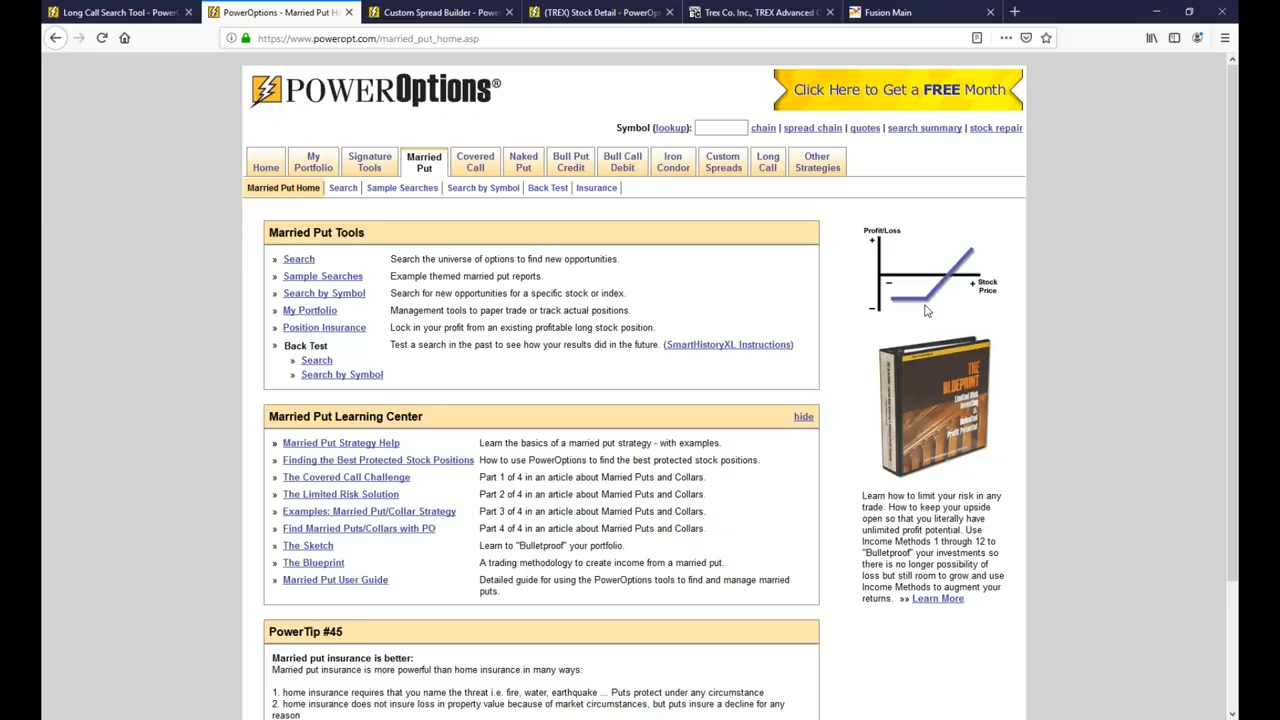 Long Call Search Tool - PowerO
PowerOptions - Married Put H
Custom Spread Builder - Power
(TREX) Stock Detail - PowerOp
Trex Co. Inc., TREX Advanced C
Fusion Main
https://www.poweropt.com/married_put_home.asp
POWEROptions®
Click Here to Get a FREE Month
Symbol (lookup): chain | spread chain | quotes | search summary | stock repair
Home
My Portfolio
Signature Tools
Married Put
Covered Call
Naked Put
Bull Put Credit
Bull Call Debit
Iron Condor
Custom Spreads
Long Call
Other Strategies
Married Put Home | Search | Sample Searches | Search by Symbol | Back Test | Insurance |
Married Put Tools
» Search Search the universe of options to find new opportunities.
» Sample Searches Example themed married put reports.
» Search by Symbol Search for new opportunities for a specific stock or index.
» My Portfolio Management tools to paper trade or track actual positions.
» Position Insurance Lock in your profit from an existing profitable long stock position.
» Back Test Test a search in the past to see how your results did in the future. (SmartHistoryXL Instructions)
» Search
» Search by Symbol
Married Put Learning Center hide
» Married Put Strategy Help Learn the basics of a married put strategy - with examples.
» Finding the Best Protected Stock Positions How to use PowerOptions to find the best protected stock positions.
» The Covered Call Challenge Part 1 of 4 in an article about Married Puts and Collars.
» The Limited Risk Solution Part 2 of 4 in an article about Married Puts and Collars.
» Examples: Married Put/Collar Strategy Part 3 of 4 in an article about Married Puts and Collars.
» Find Married Puts/Collars with PO Part 4 of 4 in an article about Married Puts and Collars.
» The Sketch Learn to "Bulletproof" your portfolio.
» The Blueprint A trading methodology to create income from a married put.
» Married Put User Guide Detailed guide for using the PowerOptions tools to find and manage married
puts.
PowerTip #45
Married put insurance is better:
Married put insurance is more powerful than home insurance in many ways:
1. home insurance requires that you name the threat i.e. fire, water, earthquake ... Puts protect under any circumstance
2. home insurance does not insure loss in property value because of market circumstances, but puts insure a decline for any
reason
Profit/Loss
+
−
+ Stock
Price
−
THE
BLUEPRINT
Limited Risk
Investing
&
Unlimited
Profit Potential
Learn how to limit your risk in any
trade. How to keep your upside
open so that you literally have
unlimited profit potential. Use
Income Methods 1 through 12 to
"Bulletproof" your investments so
there is no longer possibility of
loss but still room to grow and use
Income Methods to augment your
returns. »» Learn More